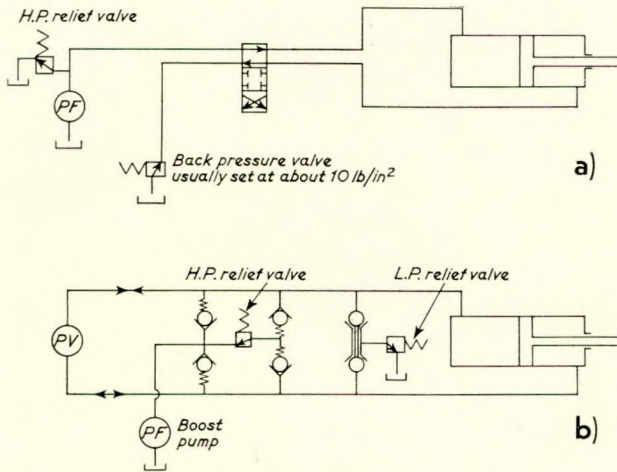 H.P. relief valve
PF
Back pressure valve
usually set at about 10 lb/in²
a)
H.P. relief valve
L.P. relief valve
PV
PF
Boost
pump
b)